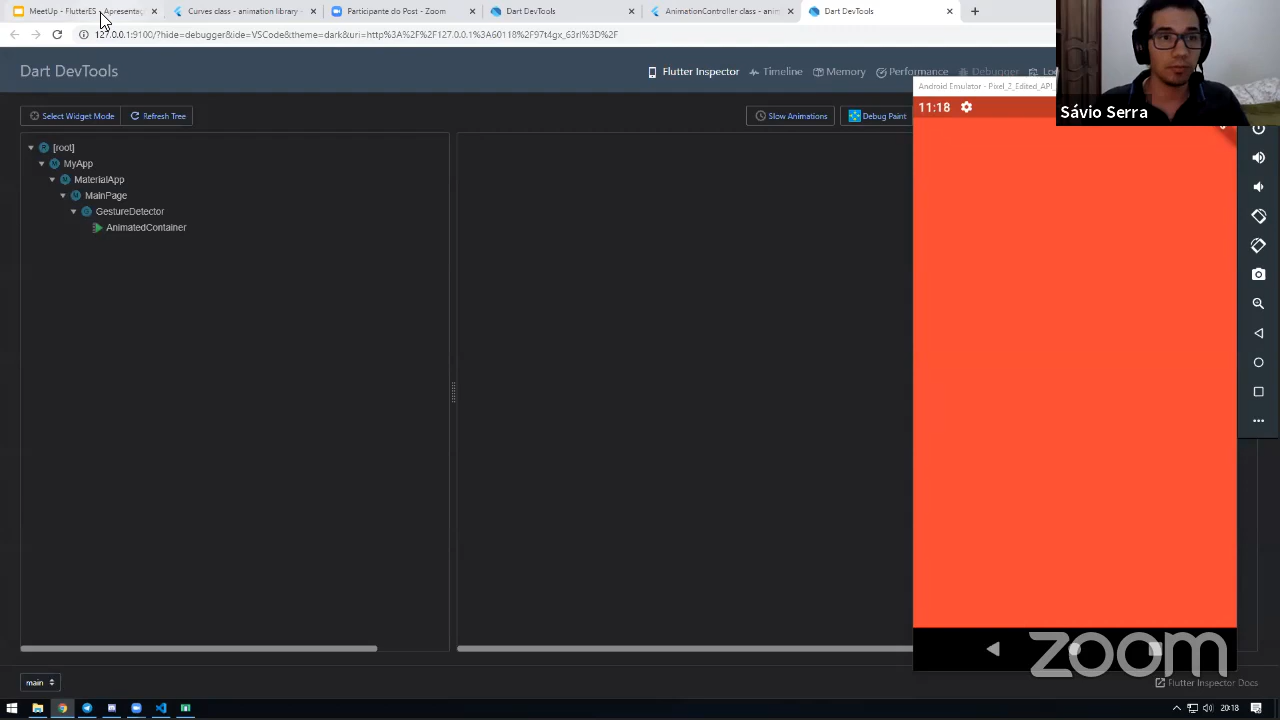 MeetUp - FlutterES - Apresentaç
Curves class - animation library -
Participante do Post - Zoom
Dart DevTools
AnimationController class - anim
Dart DevTools
127.0.0.1:9100/?hide=debugger&ide=VSCode&theme=dark&uri=http%3A%2F%2F127.0.0.1%3A60118%2F97t4gx_63rI%3D%2F
Dart DevTools
Flutter Inspector
Timeline
Memory
Performance
Debugger
Android Emulator - Pixel_2_Edited_API_
Sávio Serra
11:18
Select Widget Mode
Refresh Tree
Slow Animations
Debug Paint
[root]
MyApp
MaterialApp
MainPage
GestureDetector
AnimatedContainer
zoom
main
Flutter Inspector Docs
20:18